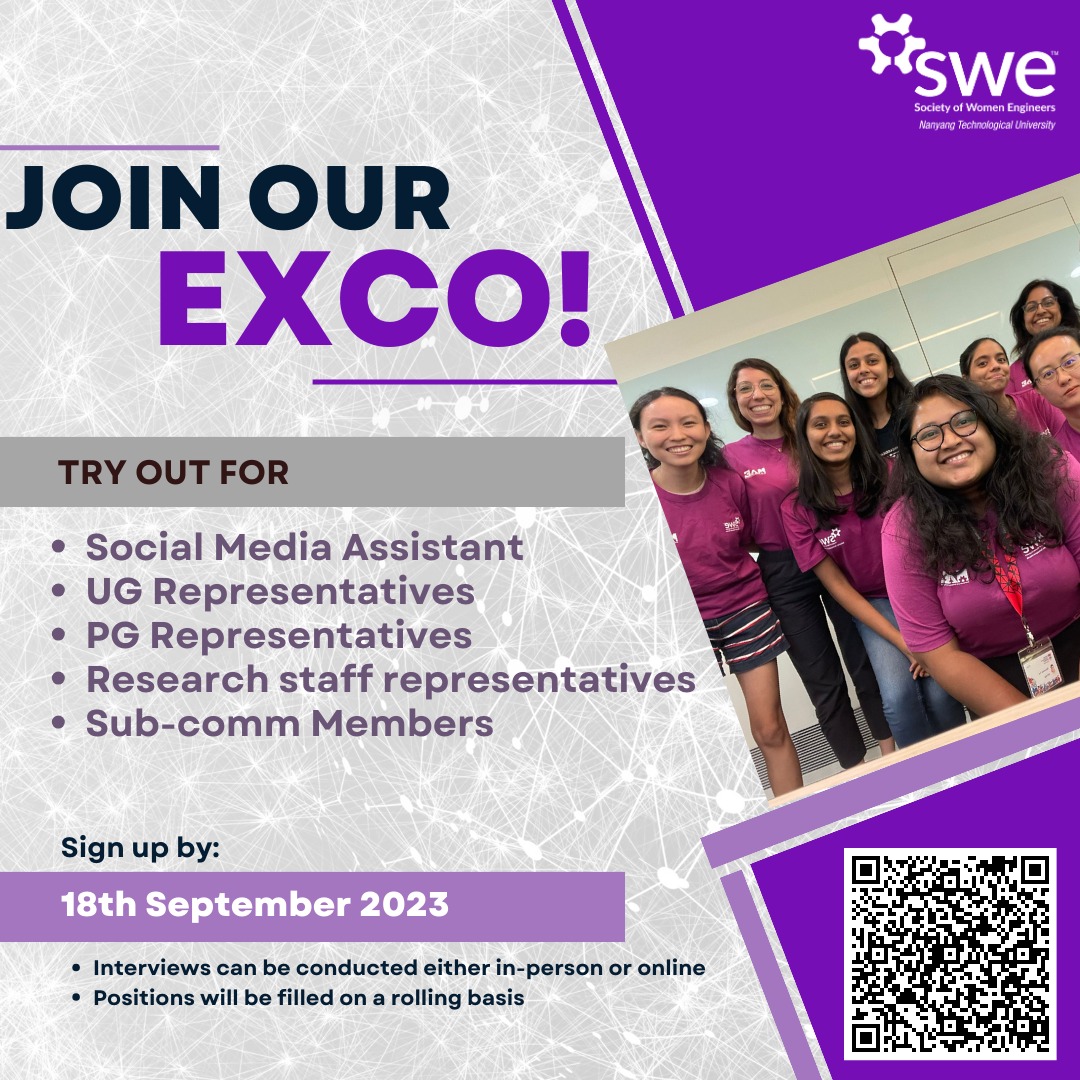 swe™
Society of Women Engineers
Nanyang Technological University
JOIN OUR
EXCO!
TRY OUT FOR
• Social Media Assistant
• UG Representatives
• PG Representatives
• Research staff representatives
• Sub-comm Members
Sign up by:
18th September 2023
• Interviews can be conducted either in-person or online
• Positions will be filled on a rolling basis